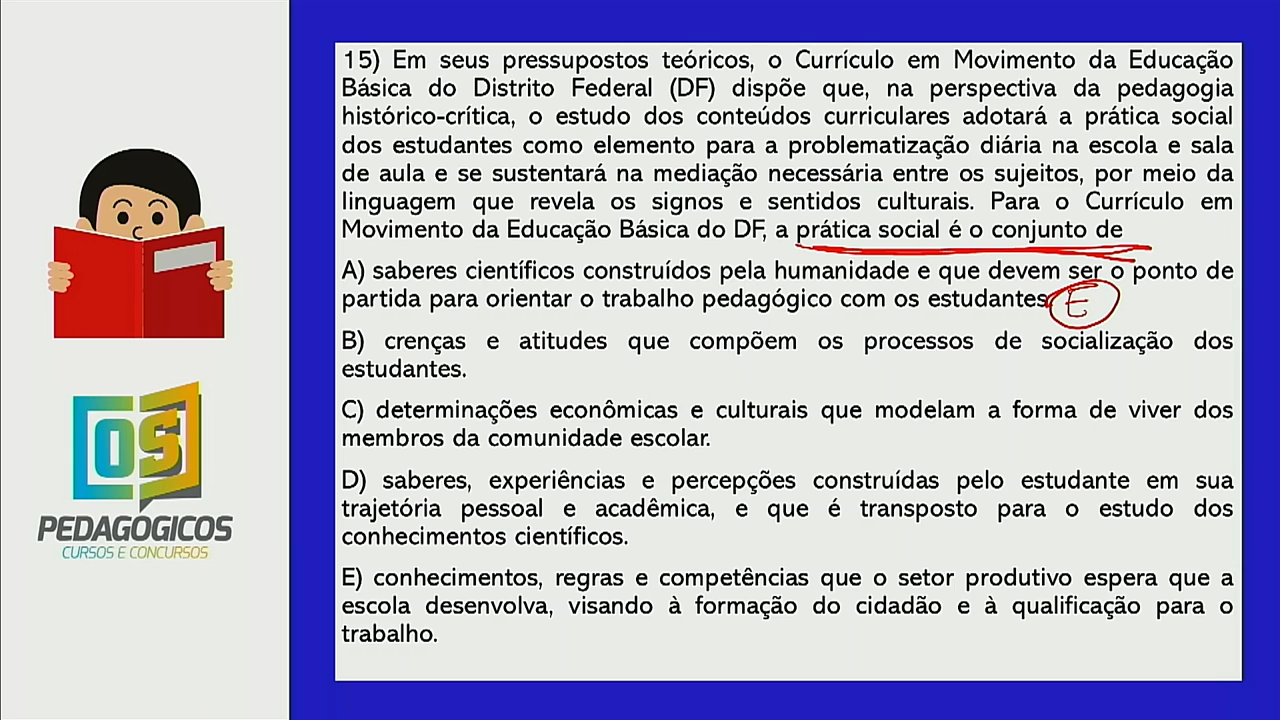 15) Em seus pressupostos teóricos, o Currículo em Movimento da Educação
Básica do Distrito Federal (DF) dispõe que, na perspectiva da pedagogia
histórico-crítica, o estudo dos conteúdos curriculares adotará a prática social
dos estudantes como elemento para a problematização diária na escola e sala
de aula e se sustentará na mediação necessária entre os sujeitos, por meio da
linguagem que revela os signos e sentidos culturais. Para o Currículo em
Movimento da Educação Básica do DF, a prática social é o conjunto de
A) saberes científicos construídos pela humanidade e que devem ser o ponto de
partida para orientar o trabalho pedagógico com os estudantes. E
B) crenças e atitudes que compõem os processos de socialização dos
estudantes.
C) determinações econômicas e culturais que modelam a forma de viver dos
membros da comunidade escolar.
D) saberes, experiências e percepções construídas pelo estudante em sua
trajetória pessoal e acadêmica, e que é transposto para o estudo dos
conhecimentos científicos.
E) conhecimentos, regras e competências que o setor produtivo espera que a
escola desenvolva, visando à formação do cidadão e à qualificação para o
trabalho.
OS
PEDAGÓGICOS
CURSOS E CONCURSOS